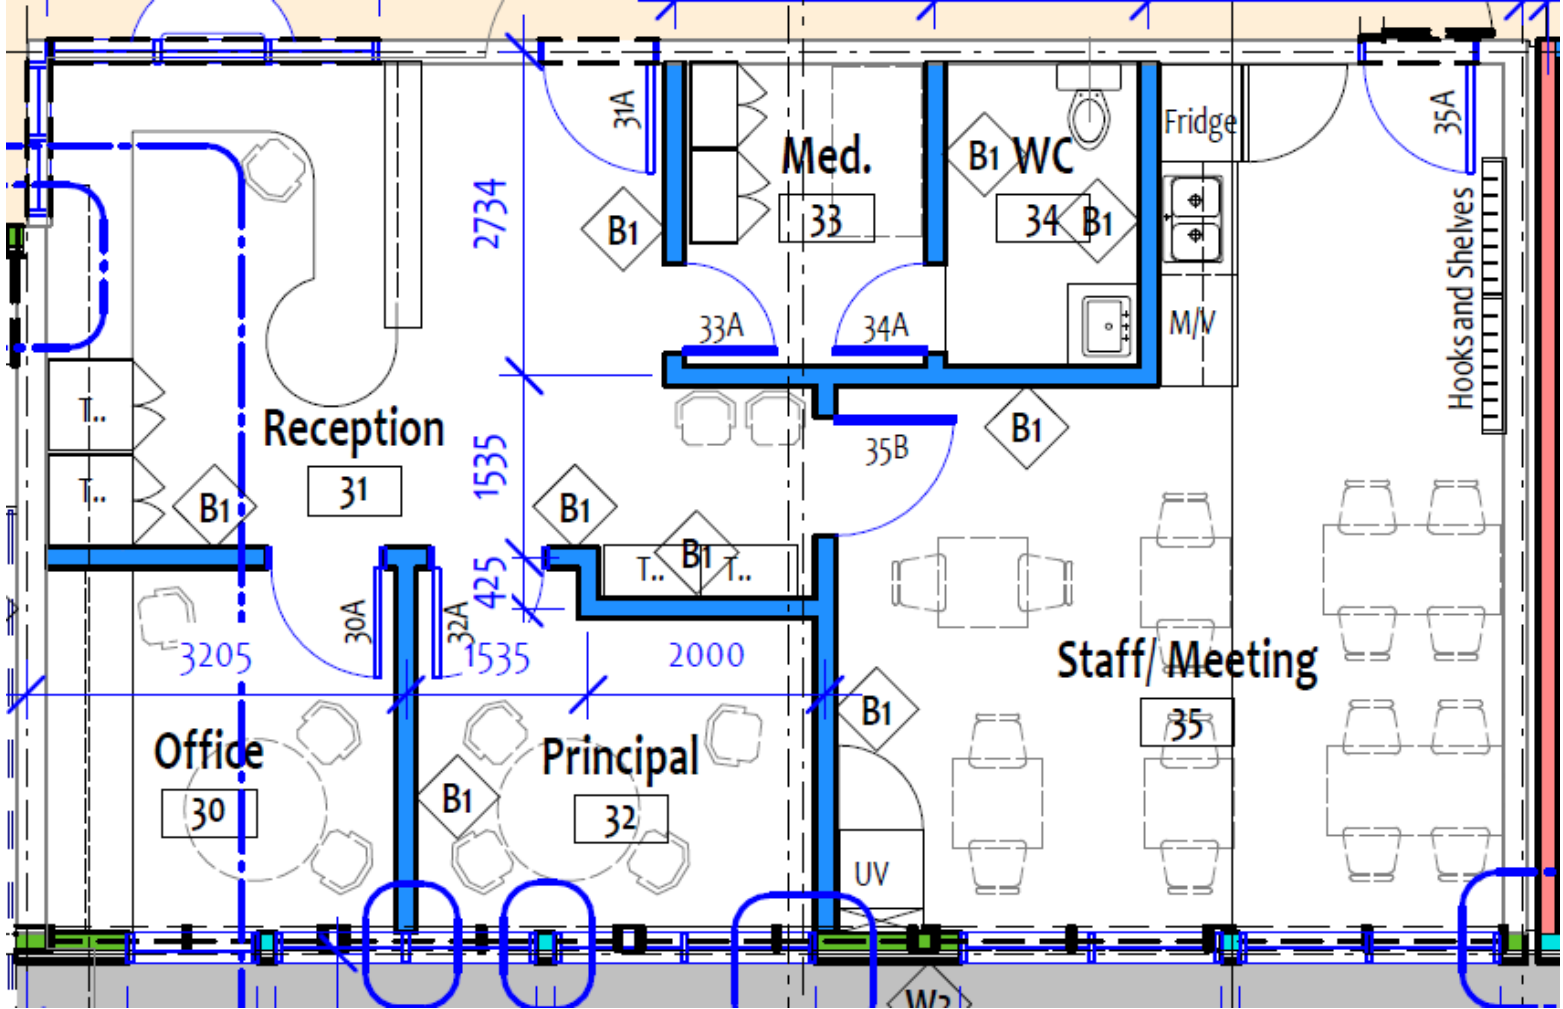 31A
35A
Fridge
Med.
33
B1
WC
34
B1
B1
2734
Hooks and Shelves
33A
34A
M/V
T..
Reception
31
35B
B1
1535
T..
B1
B1
B1
T..
T..
425
30A
32A
3205
1535
2000
Staff/ Meeting
35
B1
Office
30
Principal
32
B1
UV
W2